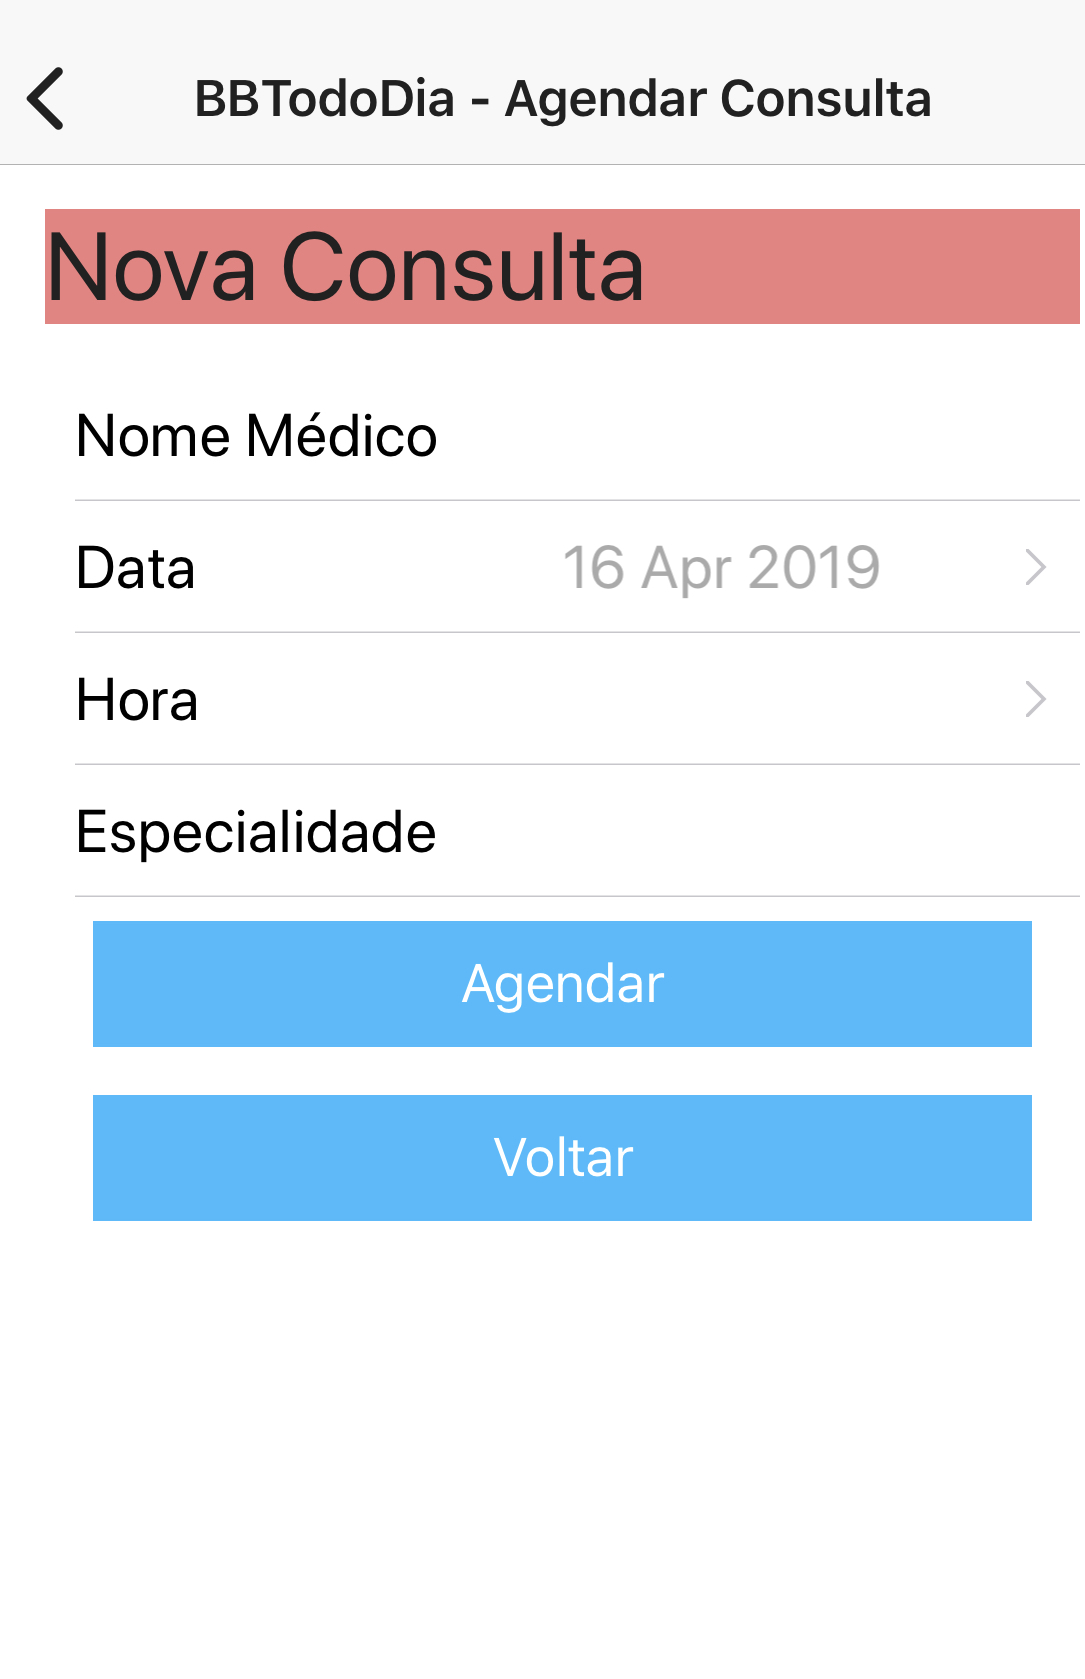 BBTodoDia - Agendar Consulta
Nova Consulta
Nome Médico
Data 16 Apr 2019
Hora
Especialidade
Agendar
Voltar